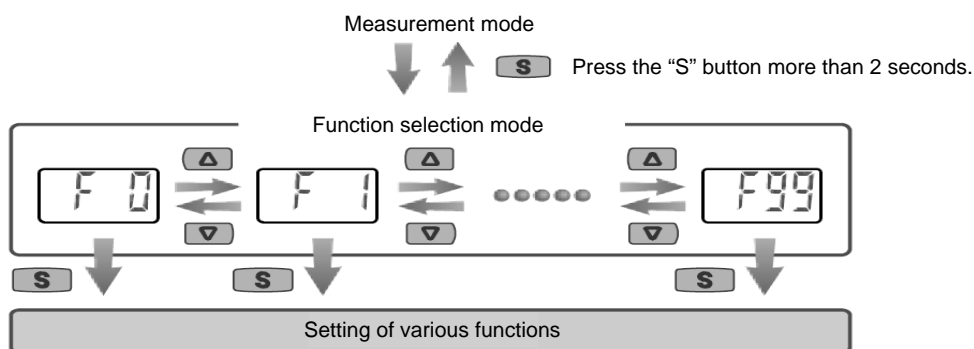 Measurement mode
S Press the “S” button more than 2 seconds.
Function selection mode
F 0 F 1 F99
S S S
Setting of various functions